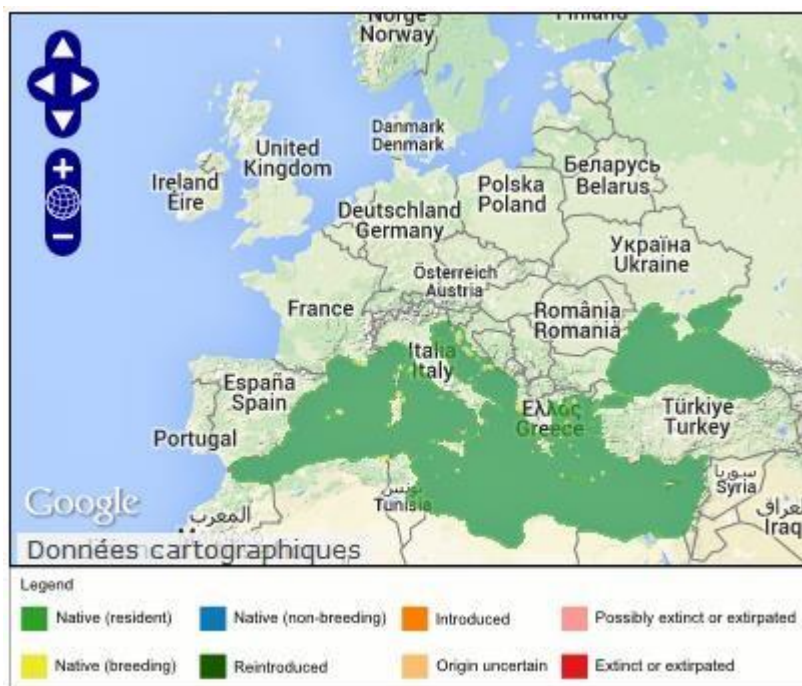 Norge
Norway
Finland
Danmark
Denmark
United
Kingdom
Ireland
Éire
Беларусь
Belarus
Polska
Poland
Deutschland
Germany
Україна
Ukraine
Österreich
Austria
France
România
Romania
Italia
Italy
España
Spain
Ελλάς
Greece
Türkiye
Turkey
Portugal
سوريا
Syria
Google
المغرب
تونس
Tunisia
Iraq
Données cartographiques
Legend
Native (resident)
Native (non-breeding)
Introduced
Possibly extinct or extirpated
Native (breeding)
Reintroduced
Origin uncertain
Extinct or extirpated